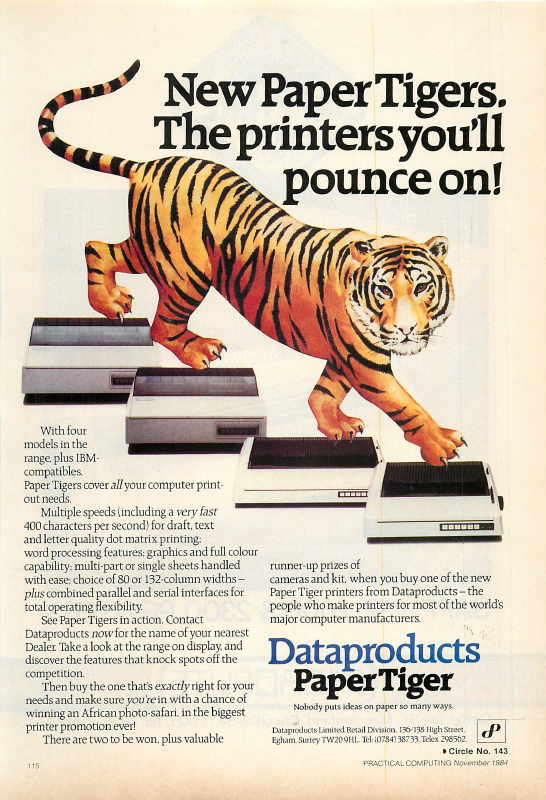 New Paper Tigers.
The printers you'll
pounce on!
With four
models in the
range, plus IBM-
compatibles,
Paper Tigers cover all your computer print-
out needs.
Multiple speeds (including a very fast
400 characters per second) for draft, text
and letter quality dot matrix printing;
word processing features; graphics and full colour
capability; multi-part or single sheets handled
with ease; choice of 80 or 132-column widths –
plus combined parallel and serial interfaces for
total operating flexibility.
See Paper Tigers in action. Contact
Dataproducts now for the name of your nearest
Dealer. Take a look at the range on display, and
discover the features that knock spots off the
competition.
Then buy the one that's exactly right for your
needs and make sure you're in with a chance of
winning an African photo-safari, in the biggest
printer promotion ever!
There are two to be won, plus valuable
runner-up prizes of
cameras and kit, when you buy one of the new
Paper Tiger printers from Dataproducts – the
people who make printers for most of the world's
major computer manufacturers.
Dataproducts
Paper Tiger
Nobody puts ideas on paper so many ways.
Dataproducts Limited, Retail Division, 136/138 High Street,
Egham, Surrey TW20 9HL. Tel: (0784) 38733. Telex 298562.
Circle No. 143
115
PRACTICAL COMPUTING November 1984